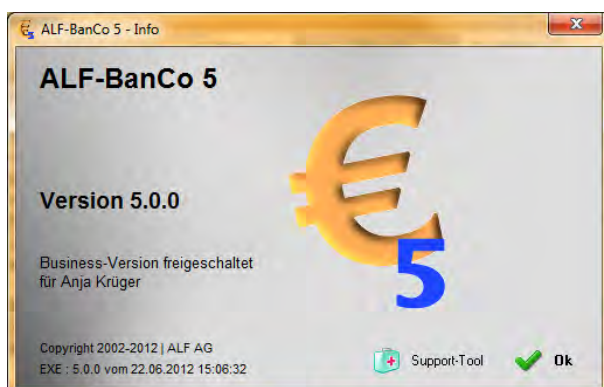 ALF-BanCo 5 - Info
ALF-BanCo 5
Version 5.0.0
€
5
Business-Version freigeschaltet
für Anja Krüger
Copyright 2002-2012 | ALF AG
EXE : 5.0.0 vom 22.06.2012 15:06:32
Support-Tool
Ok